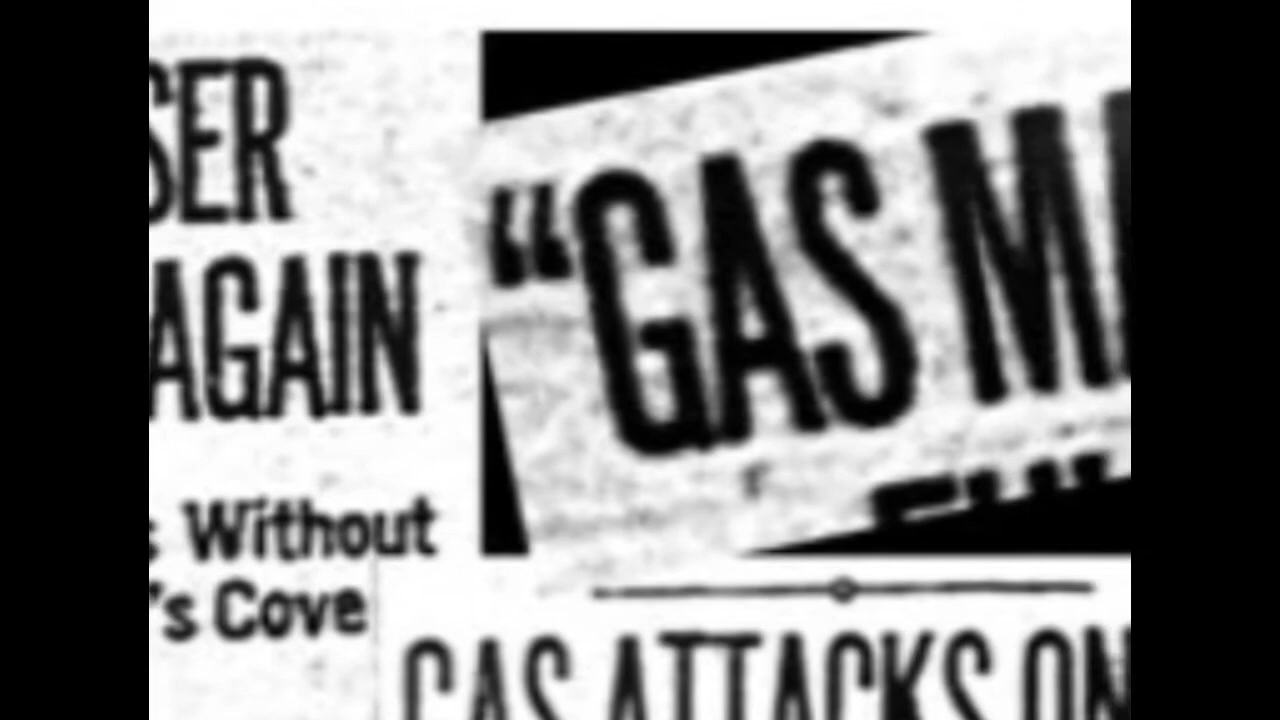 SER
AGAIN
: Without
's Cove
"GAS M
GAS ATTACKS ON